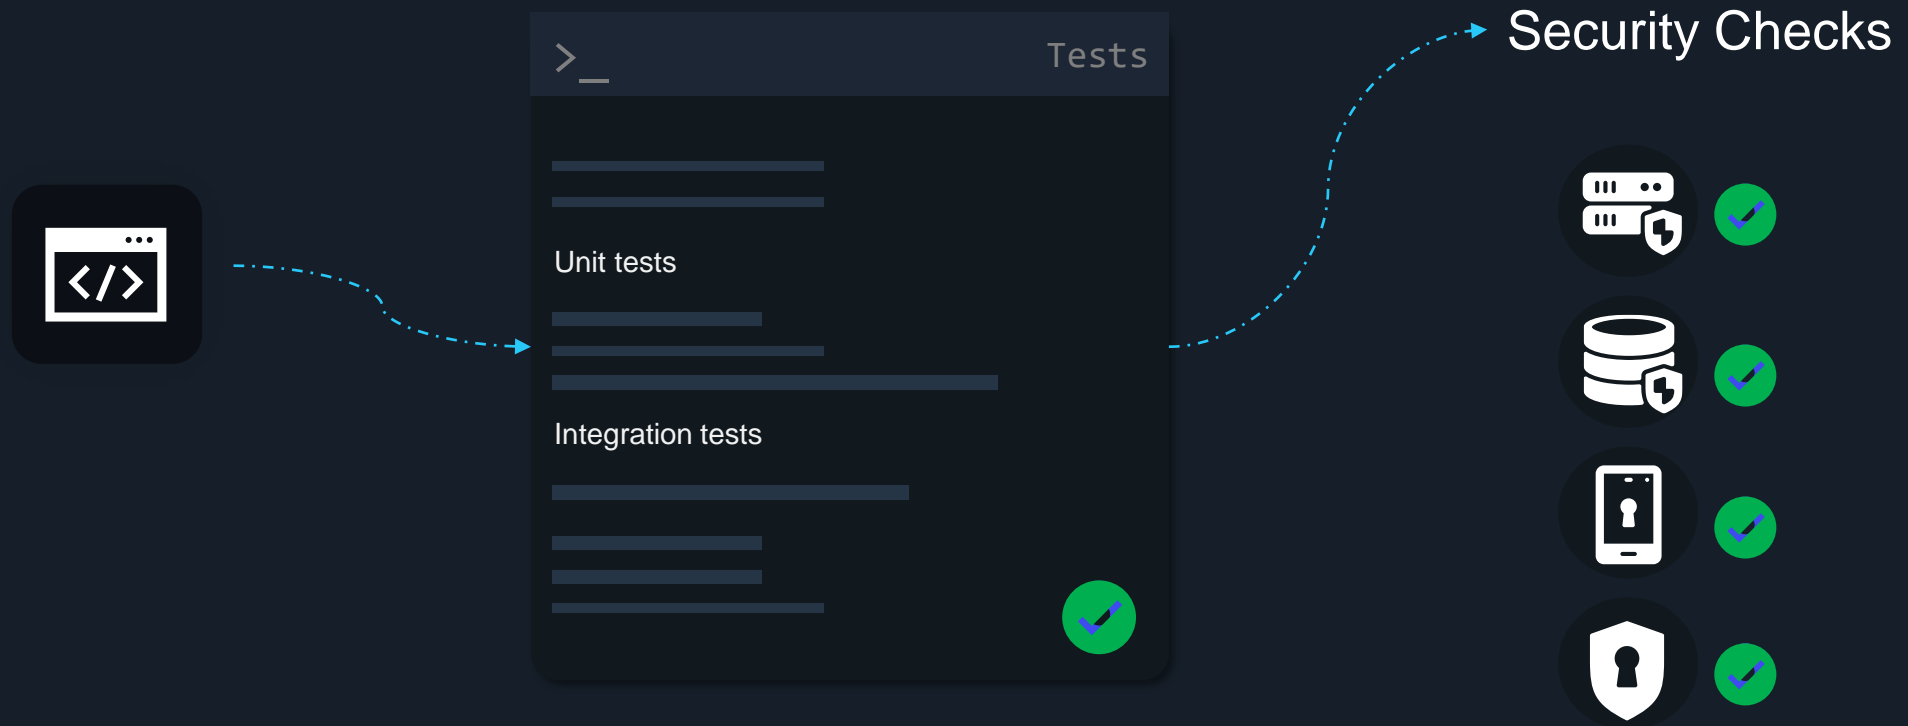 >_
Tests
Security Checks
</>
Unit tests
Integration tests